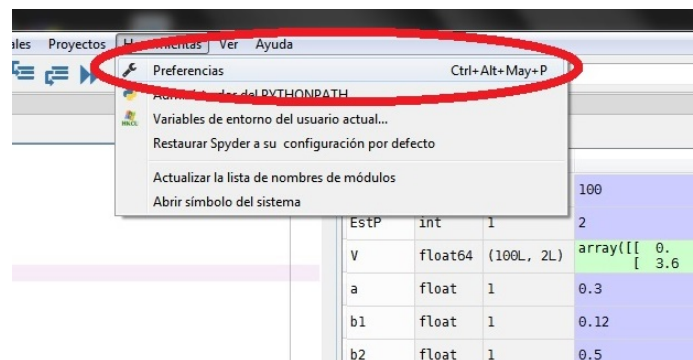 Proyectos Ver Ayuda
Preferencias Ctrl+Alt+May+P
del PYTHONPATH
Variables de entorno del usuario actual...
Restaurar Spyder a su configuración por defecto
Actualizar la lista de nombres de módulos
Abrir símbolo del sistema
100
EstP int 1 2
V float64 (100L, 2L) array([[ 0.
[ 3.6
a float 1 0.3
b1 float 1 0.12
b2 float 1 0.5